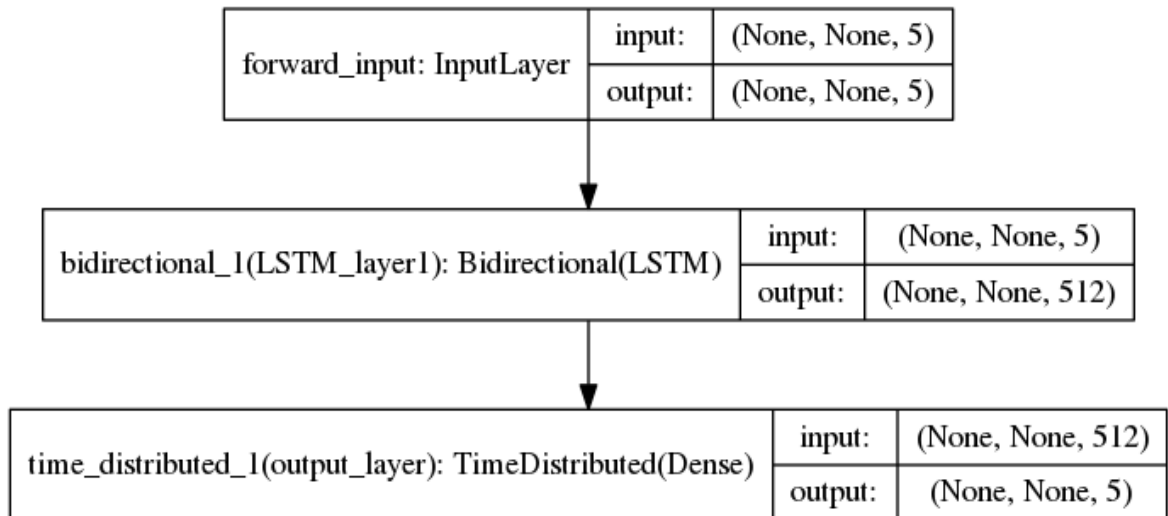 forward_input: InputLayer
input:
(None, None, 5)
output:
(None, None, 5)
bidirectional_1(LSTM_layer1): Bidirectional(LSTM)
input:
(None, None, 5)
output:
(None, None, 512)
time_distributed_1(output_layer): TimeDistributed(Dense)
input:
(None, None, 512)
output:
(None, None, 5)